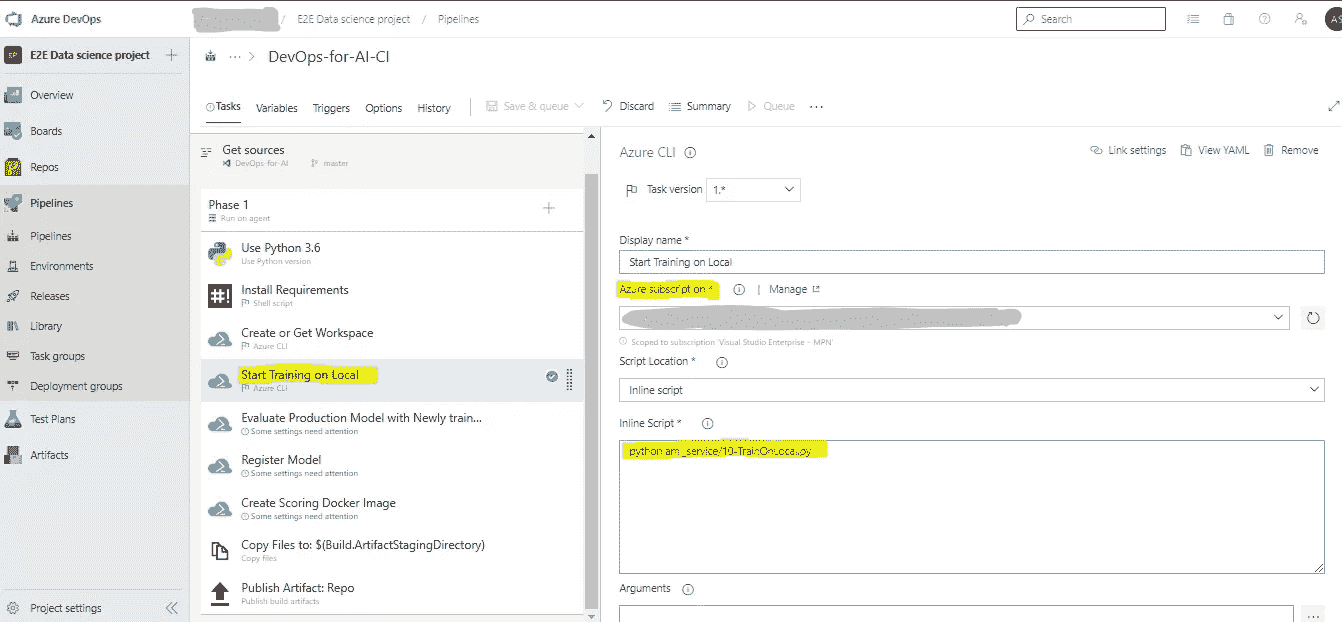 Azure DevOps
/ E2E Data science project / Pipelines
Search
AS
E2E Data science project
DevOps-for-AI-CI
Overview
Boards
Repos
Pipelines
Pipelines
Environments
Releases
Library
Task groups
Deployment groups
Test Plans
Artifacts
Project settings
Tasks
Variables
Triggers
Options
History
Save & queue
Discard
Summary
Queue
Get sources
DevOps-for-AI
master
Phase 1
Run on agent
Use Python 3.6
Use Python version
Install Requirements
Shell script
Create or Get Workspace
Azure CLI
Start Training on Local
Azure CLI
Evaluate Production Model with Newly train...
Some settings need attention
Register Model
Some settings need attention
Create Scoring Docker Image
Some settings need attention
Copy Files to: $(Build.ArtifactStagingDirectory)
Copy files
Publish Artifact: Repo
Publish build artifacts
Azure CLI
Link settings
View YAML
Remove
Task version
1.*
Display name *
Start Training on Local
Azure subscription *
| Manage
Scoped to subscription 'Visual Studio Enterprise – MPN'
Script Location *
Inline script
Inline Script *
python aml_service/10-TrainOnLocal.py
Arguments